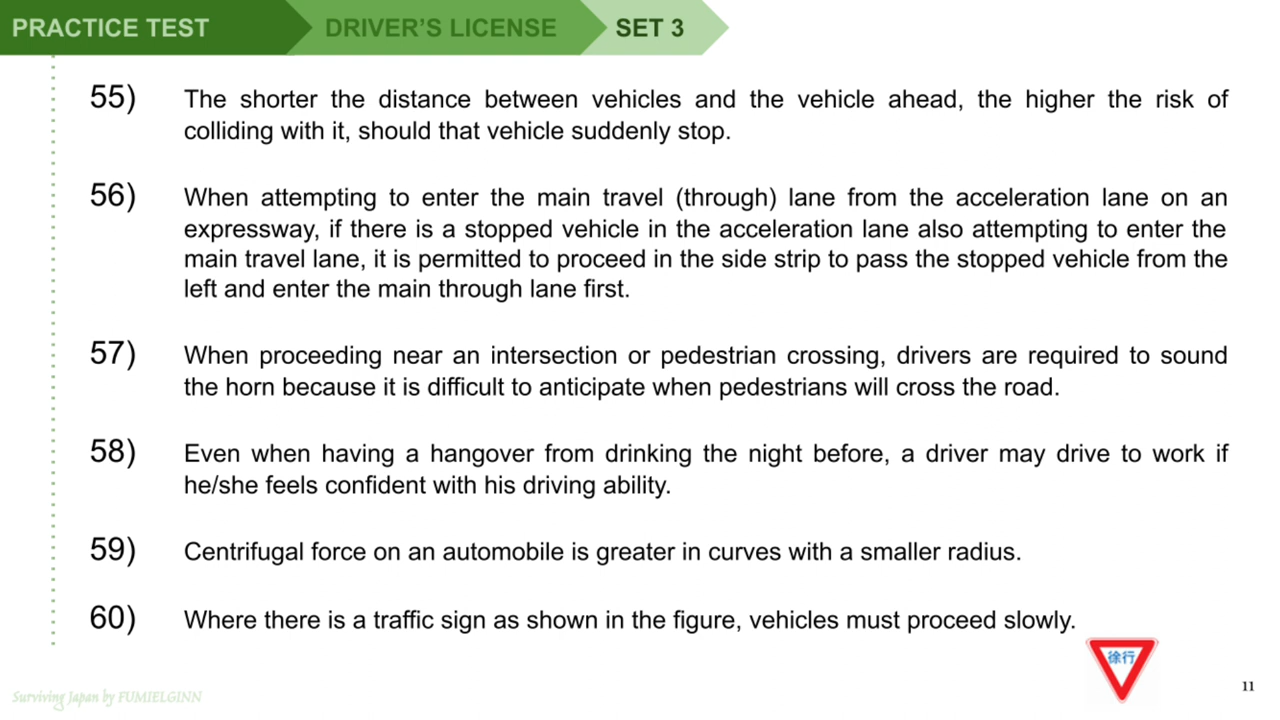 PRACTICE TEST
DRIVER'S LICENSE
SET 3
55) The shorter the distance between vehicles and the vehicle ahead, the higher the risk of
colliding with it, should that vehicle suddenly stop.
56) When attempting to enter the main travel (through) lane from the acceleration lane on an
expressway, if there is a stopped vehicle in the acceleration lane also attempting to enter the
main travel lane, it is permitted to proceed in the side strip to pass the stopped vehicle from the
left and enter the main through lane first.
57) When proceeding near an intersection or pedestrian crossing, drivers are required to sound
the horn because it is difficult to anticipate when pedestrians will cross the road.
58) Even when having a hangover from drinking the night before, a driver may drive to work if
he/she feels confident with his driving ability.
59) Centrifugal force on an automobile is greater in curves with a smaller radius.
60) Where there is a traffic sign as shown in the figure, vehicles must proceed slowly.
徐行
Surviving Japan by FUMIELGINN
11